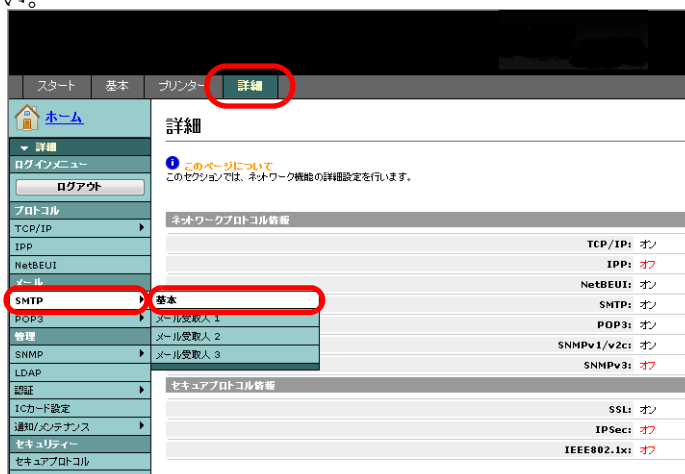 い。
スタート 基本 プリンター 詳細
ホーム
詳細
詳細
ログインメニュー
このページについて
このセクションでは、ネットワーク機能の詳細設定を行います。
ログアウト
プロトコル
ネットワークプロトコル情報
TCP/IP
TCP/IP: オン
IPP
IPP: オフ
NetBEUI
NetBEUI: オン
メール
SMTP
基本
SMTP: オン
POP3
メール受取人 1
POP3: オン
管理
メール受取人 2
SNMPv1/v2c: オン
SNMP
メール受取人 3
SNMPv3: オフ
LDAP
認証
セキュアプロトコル情報
ICカード設定
SSL: オン
通知/メンテナンス
IPSec: オフ
セキュリティー
IEEE802.1x: オフ
セキュアプロトコル